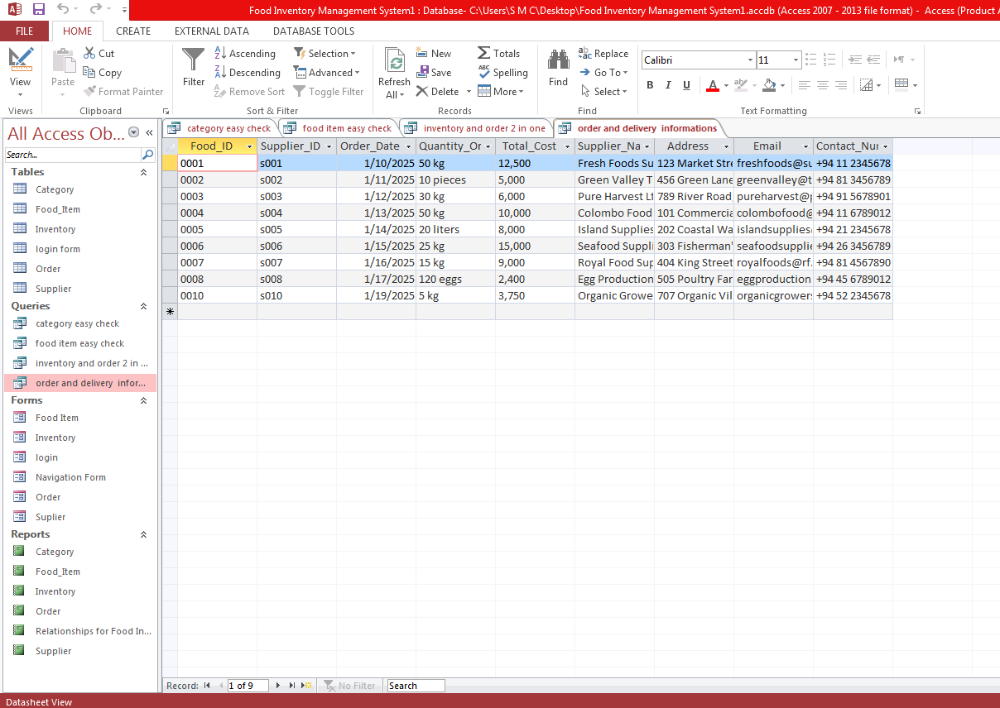 Food Inventory Management System1 : Database- C:\Users\S M C\Desktop\Food Inventory Management System1.accdb (Access 2007 - 2013 file format) - Access (Product A
FILE HOME CREATE EXTERNAL DATA DATABASE TOOLS
View
Views
Paste
Cut
Copy
Format Painter
Clipboard
Filter
Ascending
Descending
Remove Sort
Selection
Advanced
Toggle Filter
Sort & Filter
Refresh
All
New
Save
Delete
Totals
Spelling
More
Records
Find
Replace
Go To
Select
Find
Calibri 11
B I U A
Text Formatting
All Access Ob...
Search...
Tables
Category
Food_Item
Inventory
login form
Order
Supplier
Queries
category easy check
food item easy check
inventory and order 2 in ...
order and delivery infor...
Forms
Food Item
Inventory
login
Navigation Form
Order
Suplier
Reports
Category
Food_Item
Inventory
Order
Relationships for Food In...
Supplier
category easy check food item easy check inventory and order 2 in one order and delivery informations
Food_ID Supplier_ID Order_Date Quantity_Or Total_Cost Supplier_Na Address Email Contact_Nur
0001 s001 1/10/2025 50 kg 12,500 Fresh Foods Su 123 Market Stre freshfoods@su +94 11 2345678
0002 s002 1/11/2025 10 pieces 5,000 Green Valley T 456 Green Lane greenvalley@t +94 81 3456789
0003 s003 1/12/2025 30 kg 6,000 Pure Harvest Lt 789 River Road, pureharvest@p +94 91 5678901
0004 s004 1/13/2025 50 kg 10,000 Colombo Food 101 Commercia colombofood@ +94 11 6789012
0005 s005 1/14/2025 20 liters 8,000 Island Supplies 202 Coastal Wa islandsupplies( +94 21 2345678
0006 s006 1/15/2025 25 kg 15,000 Seafood Suppli 303 Fisherman' seafoodsupplie +94 26 3456789
0007 s007 1/16/2025 15 kg 9,000 Royal Food Sup 404 King Street royalfoods@rf. +94 81 4567890
0008 s008 1/17/2025 120 eggs 2,400 Egg Production 505 Poultry Far eggproduction +94 45 6789012
0010 s010 1/19/2025 5 kg 3,750 Organic Growe 707 Organic Vil organicgrowers +94 52 2345678
Record: 1 of 9 No Filter Search
Datasheet View